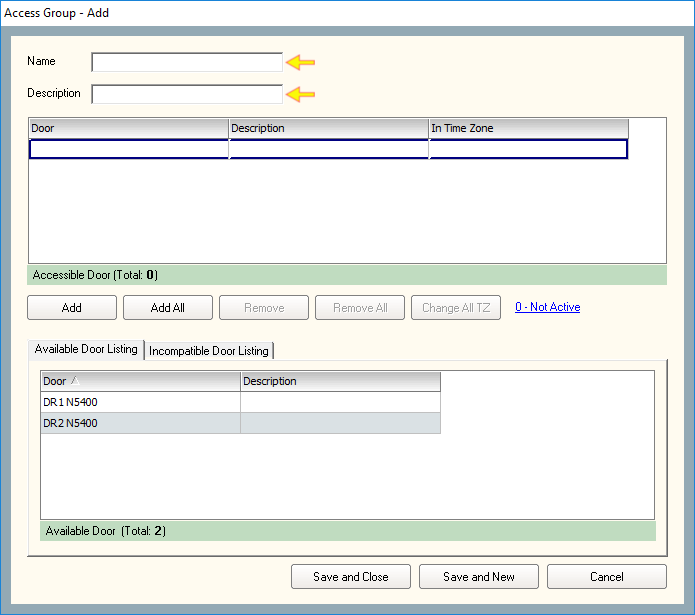 Access Group - Add
Name
Description
Door Description In Time Zone
Accessible Door (Total: 0)
Add Add All Remove Remove All Change All TZ 0 - Not Active
Available Door Listing Incompatible Door Listing
Door Description
DR1 N5400
DR2 N5400
Available Door (Total: 2)
Save and Close Save and New Cancel